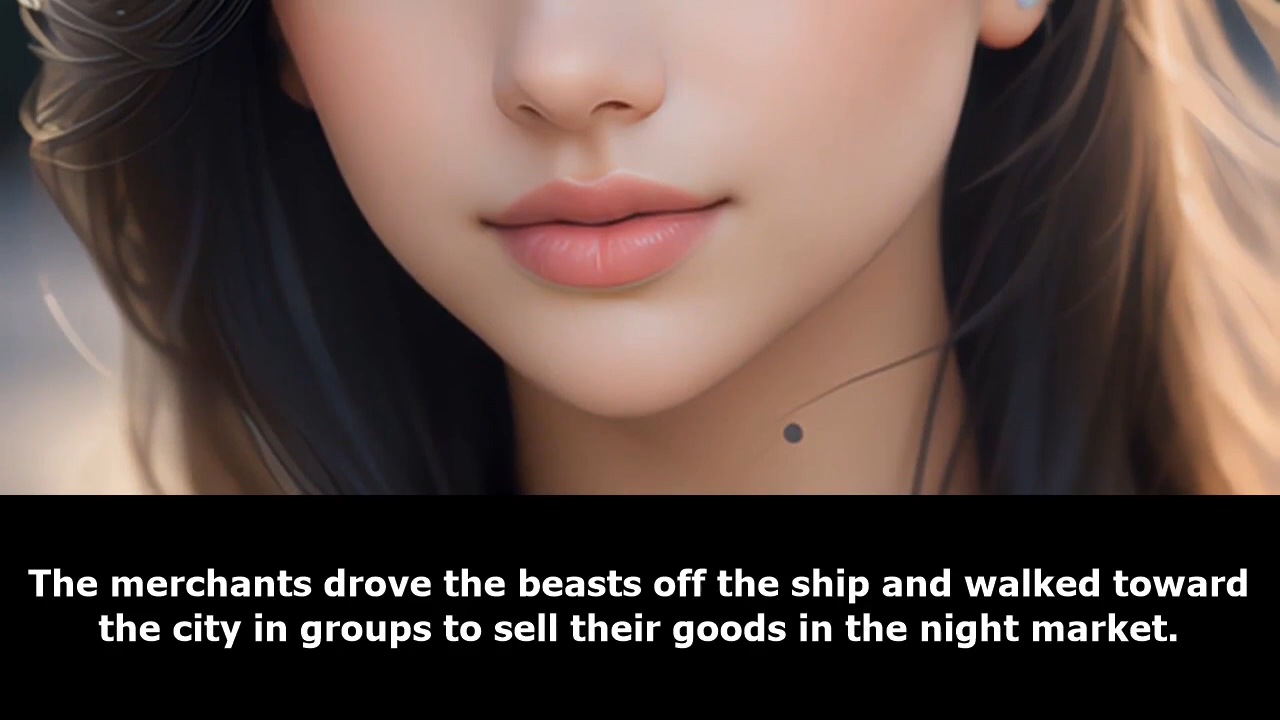 The merchants drove the beasts off the ship and walked toward
the city in groups to sell their goods in the night market.